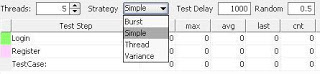 Threads: 5 Strategy Simple Test Delay 1000 Random 0.5
Test Step max avg last cnt
Burst
Simple
Thread
Variance
Login
Register
TestCase: